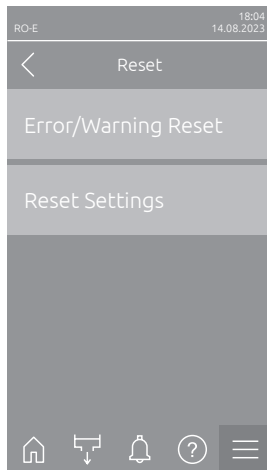 18:04
RO-E
14.08.2023
Reset
Error/Warning Reset
Reset Settings
?